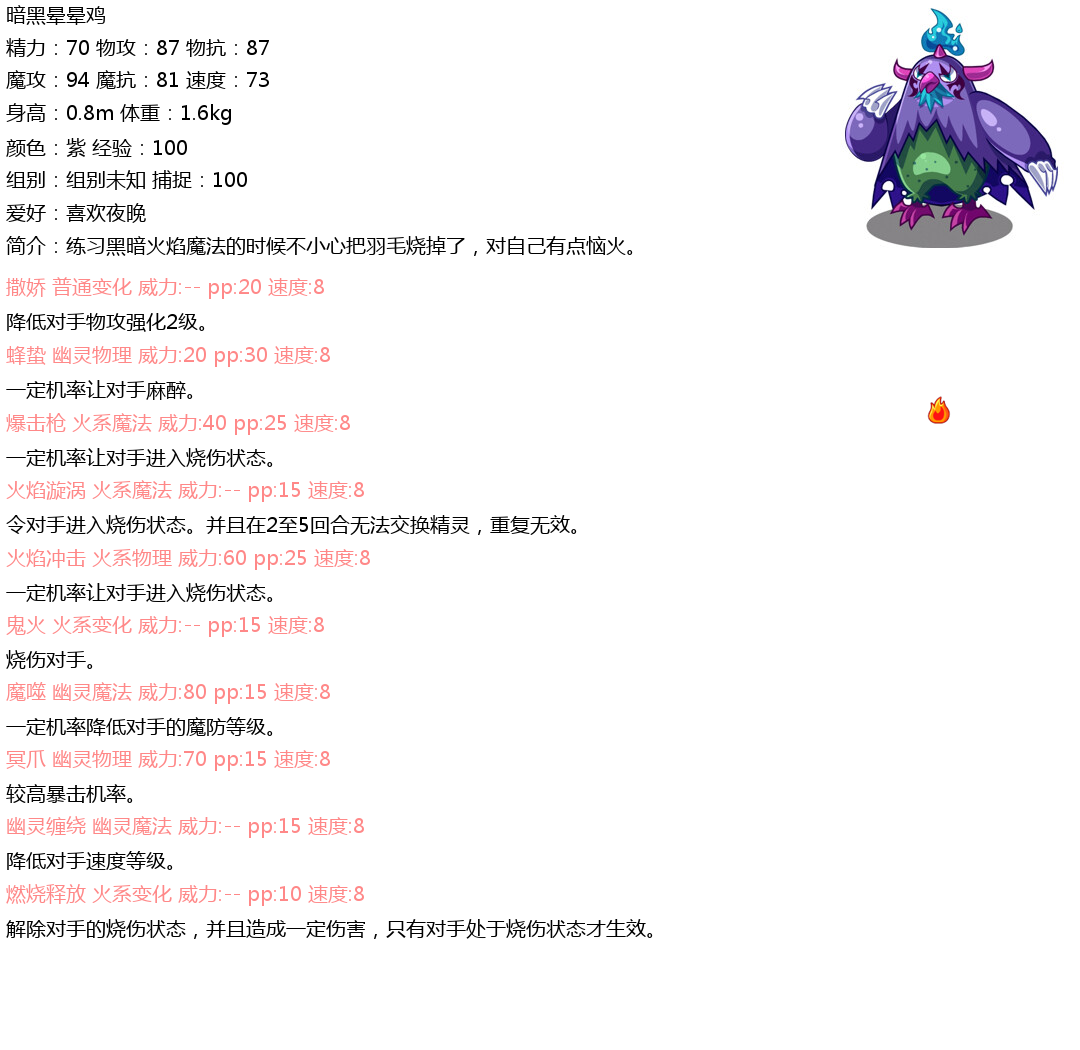 暗黑晕晕鸡
精力：70 物攻：87 物抗：87
魔攻：94 魔抗：81 速度：73
身高：0.8m 体重：1.6kg
颜色：紫 经验：100
组别：组别未知 捕捉：100
爱好：喜欢夜晚
简介：练习黑暗火焰魔法的时候不小心把羽毛烧掉了，对自己有点恼火。
撒娇 普通变化 威力:-- pp:20 速度:8
降低对手物攻强化2级。
蜂蛰 幽灵物理 威力:20 pp:30 速度:8
一定机率让对手麻醉。
爆击枪 火系魔法 威力:40 pp:25 速度:8
一定机率让对手进入烧伤状态。
火焰漩涡 火系魔法 威力:-- pp:15 速度:8
令对手进入烧伤状态。并且在2至5回合无法交换精灵，重复无效。
火焰冲击 火系物理 威力:60 pp:25 速度:8
一定机率让对手进入烧伤状态。
鬼火 火系变化 威力:-- pp:15 速度:8
烧伤对手。
魔噬 幽灵魔法 威力:80 pp:15 速度:8
一定机率降低对手的魔防等级。
冥爪 幽灵物理 威力:70 pp:15 速度:8
较高暴击机率。
幽灵缠绕 幽灵魔法 威力:-- pp:15 速度:8
降低对手速度等级。
燃烧释放 火系变化 威力:-- pp:10 速度:8
解除对手的烧伤状态，并且造成一定伤害，只有对手处于烧伤状态才生效。